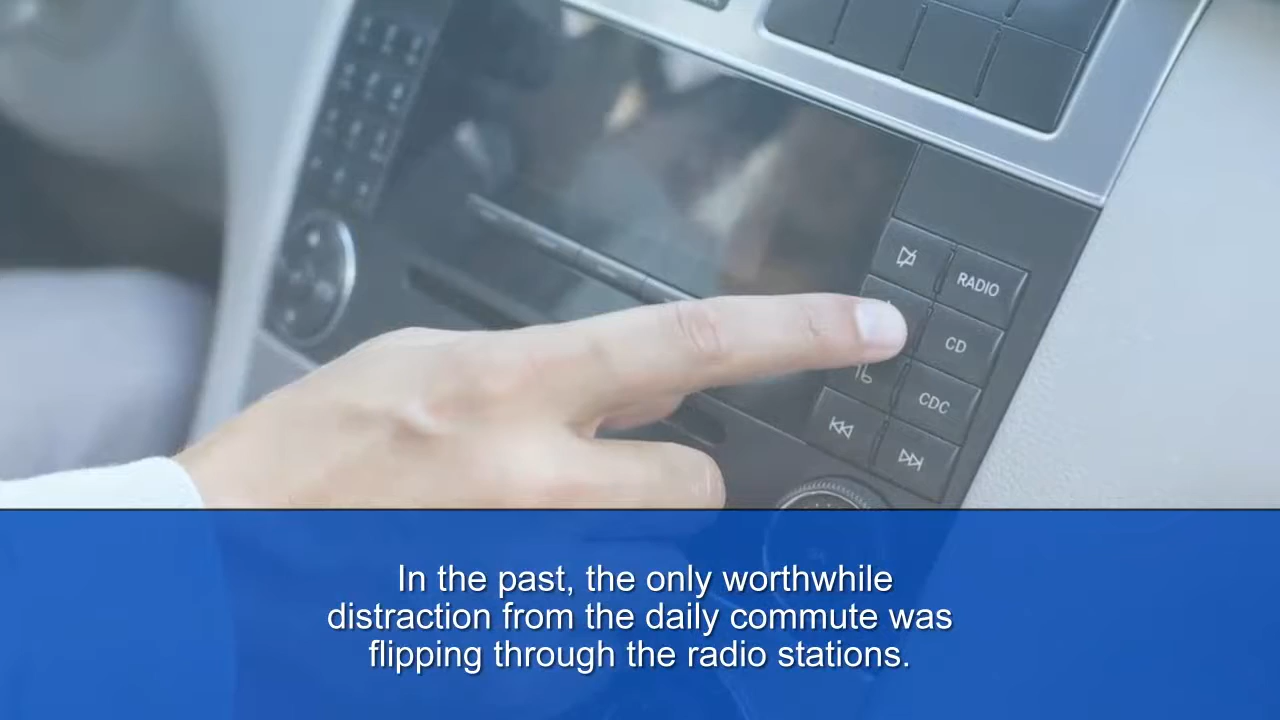 RADIO
CD
CDC
In the past, the only worthwhile
distraction from the daily commute was
flipping through the radio stations.